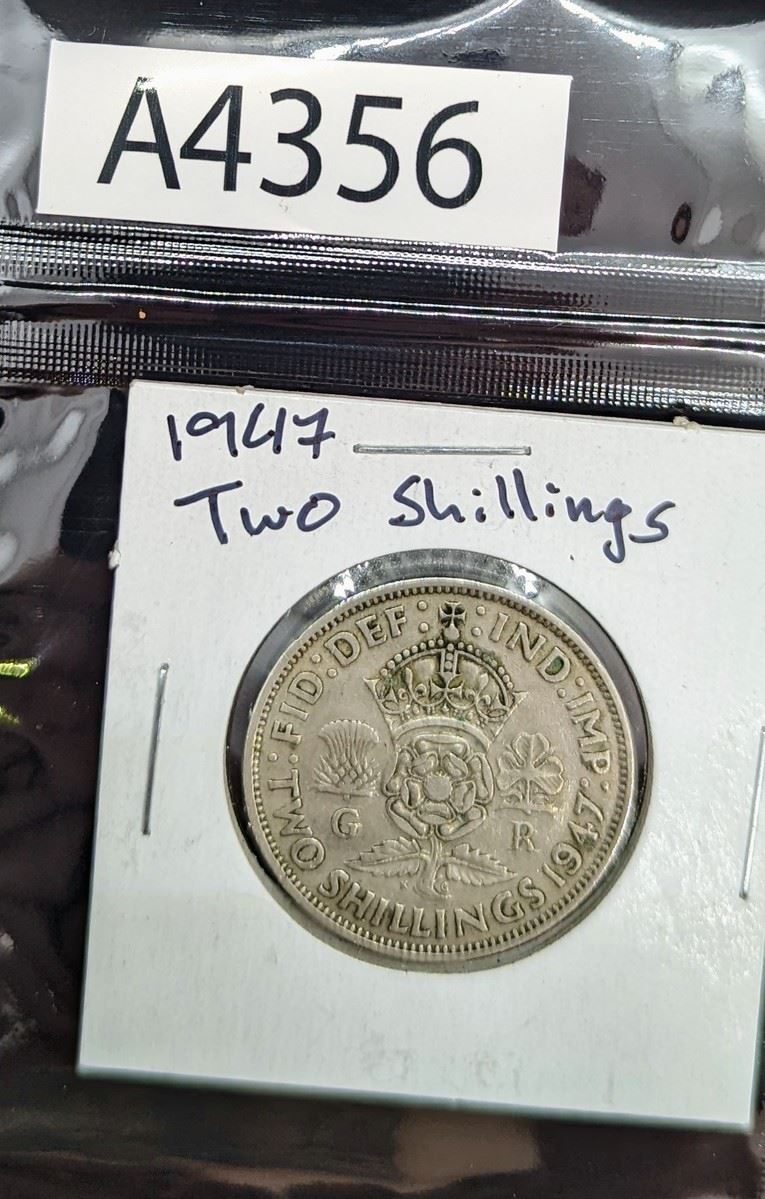 A4356
1947
Two Shillings
FID: DEF: IND: IMP.
G R
K G
TWO SHILLINGS 1947